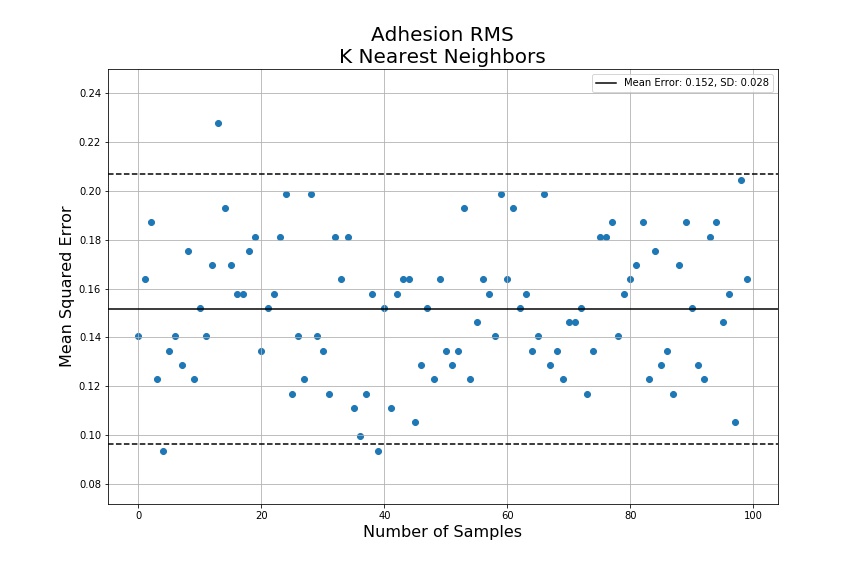 Adhesion RMS
K Nearest Neighbors
Mean Error: 0.152, SD: 0.028
Mean Squared Error
0.24
0.22
0.20
0.18
0.16
0.14
0.12
0.10
0.08
0 20 40 60 80 100
Number of Samples